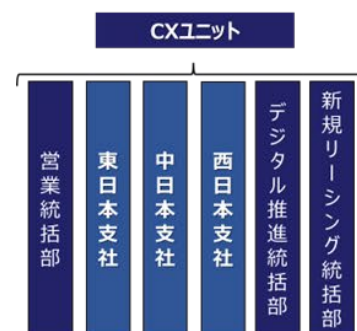 CXユニット
営業統括部
東日本支社
中日本支社
西日本支社
デジタル推進統括部
新規リーシング統括部